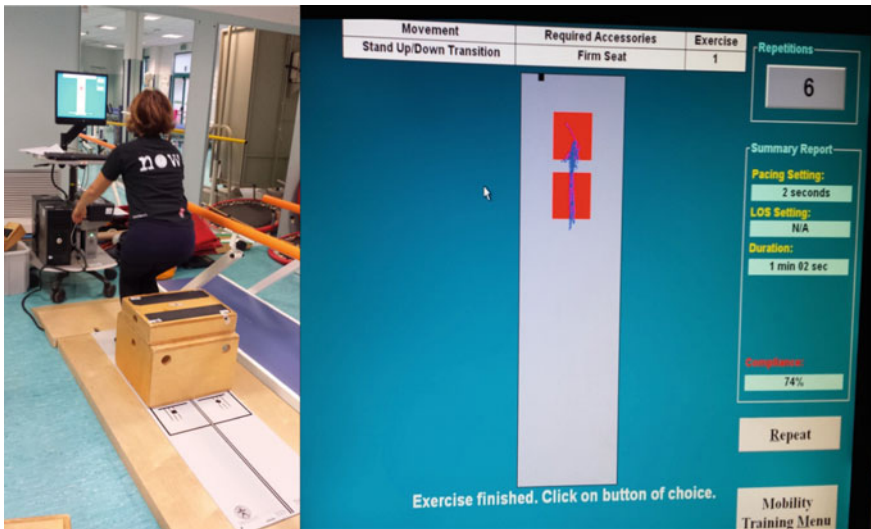 now
Movement
Required Accessories
Exercise
Stand Up/Down Transition
Firm Seat
1
Repetitions
6
Summary Report
Pacing Setting:
2 seconds
LOS Setting:
N/A
Duration:
1 min 02 sec
Compliance:
74%
Repeat
Exercise finished. Click on button of choice.
Mobility
Training Menu